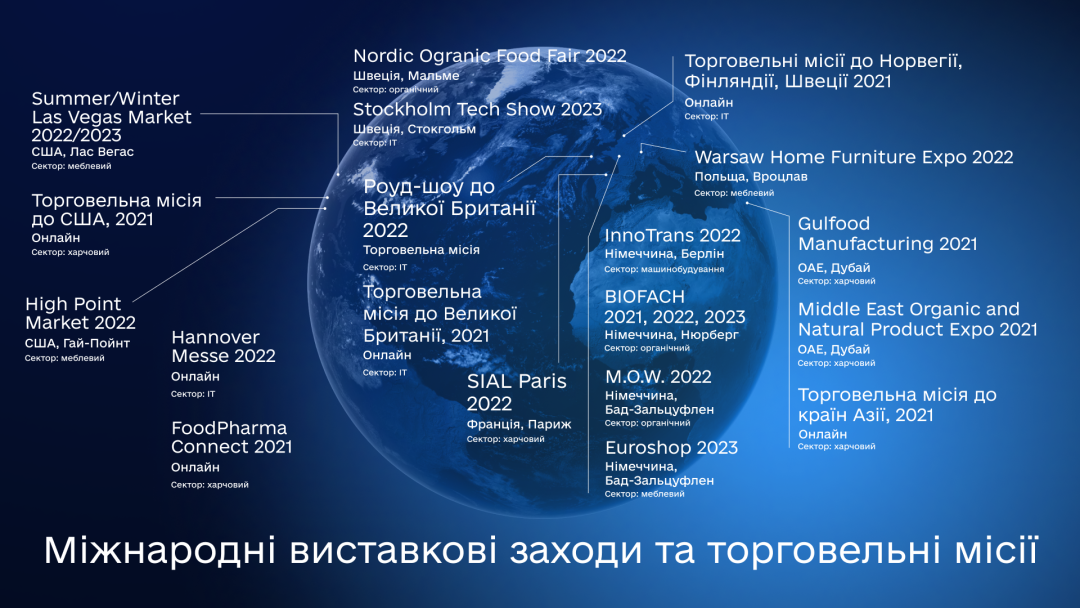 Nordic Ogranic Food Fair 2022
Швеція, Мальме
Сектор: органічний
Stockholm Tech Show 2023
Швеція, Стокгольм
Сектор: ІТ
Торговельні місії до Норвегії,
Фінляндії, Швеції 2021
Онлайн
Сектор: ІТ
Summer/Winter
Las Vegas Market
2022/2023
США, Лас Вегас
Сектор: меблевий
Warsaw Home Furniture Expo 2022
Польща, Вроцлав
Сектор: меблевий
Торговельна місія
до США, 2021
Онлайн
Сектор: харчовий
Роуд-шоу до
Великої Британії
2022
Торговельна місія
Сектор: ІТ
Торговельна
місія до Великої
Британії, 2021
Онлайн
Сектор: ІТ
InnoTrans 2022
Німеччина, Берлін
Сектор: машинобудування
BIOFACH
2021, 2022, 2023
Німеччина, Нюрберг
Сектор: органічний
M.O.W. 2022
Німеччина,
Бад-Зальцуфлен
Сектор: органічний
Euroshop 2023
Німеччина,
Бад-Зальцуфлен
Сектор: меблевий
Gulfood
Manufacturing 2021
ОАЕ, Дубай
Сектор: харчовий
Middle East Organic and
Natural Product Expo 2021
ОАЕ, Дубай
Сектор: харчовий
Торговельна місія до
країн Азії, 2021
Онлайн
Сектор: харчовий
High Point
Market 2022
США, Гай-Пойнт
Сектор: меблевий
Hannover
Messe 2022
Онлайн
Сектор: ІТ
FoodPharma
Connect 2021
Онлайн
Сектор: харчовий
SIAL Paris
2022
Франція, Париж
Сектор: харчовий
Міжнародні виставкові заходи та торговельні місії